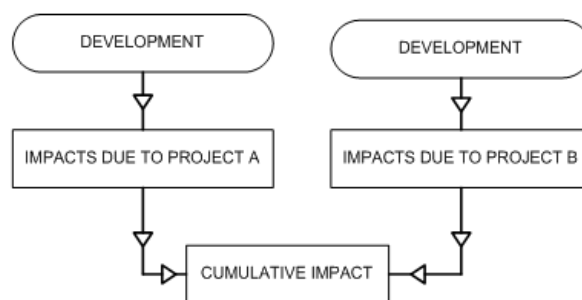 DEVELOPMENT
DEVELOPMENT
IMPACTS DUE TO PROJECT A
IMPACTS DUE TO PROJECT B
CUMULATIVE IMPACT